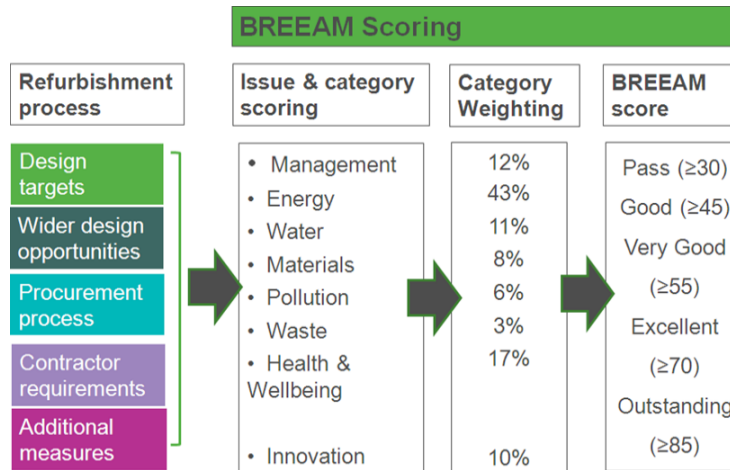 BREEAM Scoring
Refurbishment
process
Issue & category
scoring
Category
Weighting
BREEAM
score
Design
targets
Wider design
opportunities
Procurement
process
Contractor
requirements
Additional
measures
• Management
• Energy
• Water
• Materials
• Pollution
• Waste
• Health &
Wellbeing
• Innovation
12%
43%
11%
8%
6%
3%
17%
10%
Pass (≥30)
Good (≥45)
Very Good
(≥55)
Excellent
(≥70)
Outstanding
(≥85)